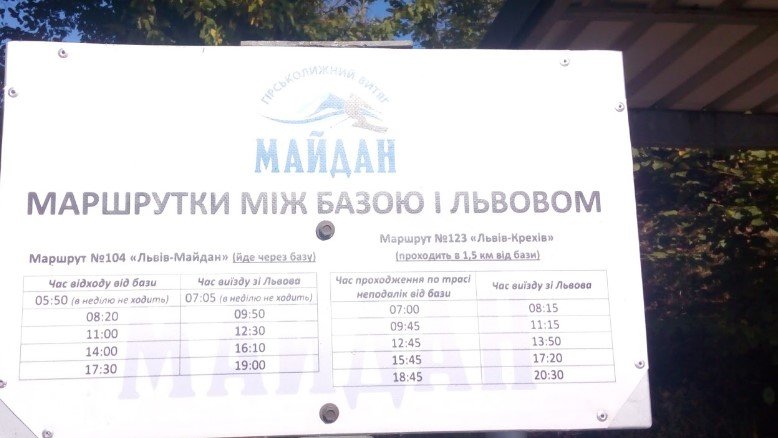 ГІРСЬКОЛИЖНИЙ ВИТЯГ
МАЙДАН
МАРШРУТКИ МІЖ БАЗОЮ І ЛЬВОВОМ
Маршрут №104 «Львів-Майдан» (йде через базу)
Час відходу від бази Час виїзду зі Львова
05:50 (в неділю не ходить) 07:05 (в неділю не ходить)
08:20 09:50
11:00 12:30
14:00 16:10
17:30 19:00
Маршрут №123 «Львів-Крехів»
(проходить в 1,5 км від бази)
Час проходження по трасі
неподалік від бази Час виїзду зі Львова
07:00 08:15
09:45 11:15
12:45 13:50
15:45 17:20
18:45 20:30
МАЙДАН